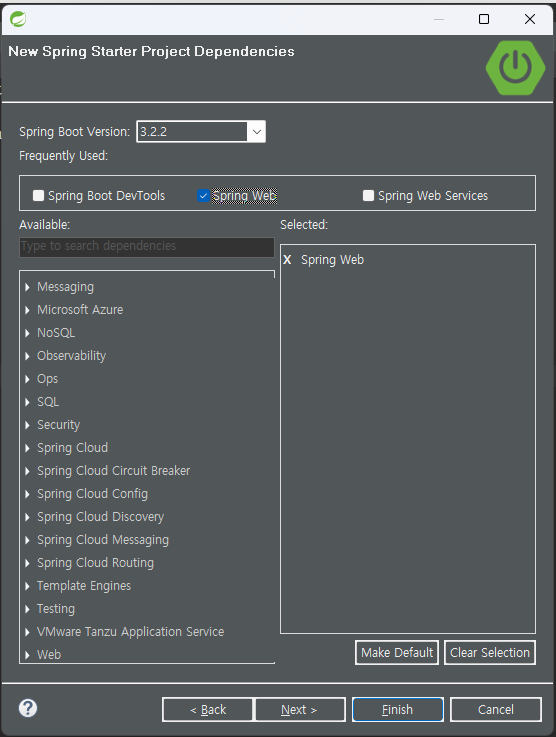 New Spring Starter Project Dependencies
Spring Boot Version: 3.2.2
Frequently Used:
Spring Boot DevTools Spring Web Spring Web Services
Available: Selected:
Type to search dependencies
X Spring Web
Messaging
Microsoft Azure
NoSQL
Observability
Ops
SQL
Security
Spring Cloud
Spring Cloud Circuit Breaker
Spring Cloud Config
Spring Cloud Discovery
Spring Cloud Messaging
Spring Cloud Routing
Template Engines
Testing
VMware Tanzu Application Service
Web
Make Default Clear Selection
? < Back Next > Finish Cancel